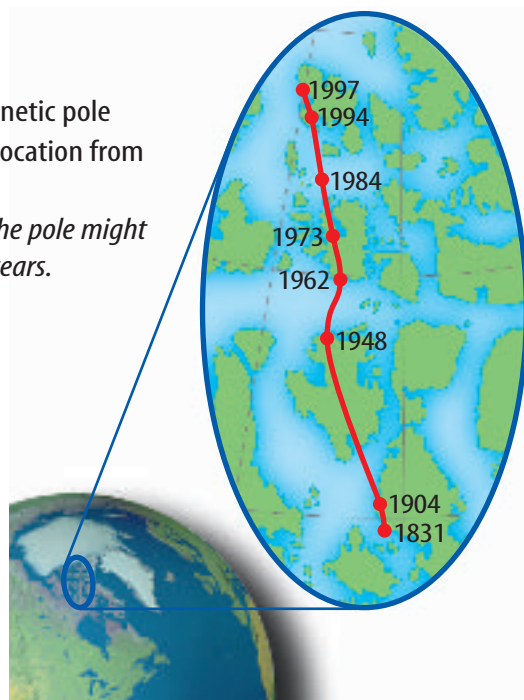 netic pole
ocation from
he pole might
ears.
1997
1994
1984
1973
1962
1948
1904
1831